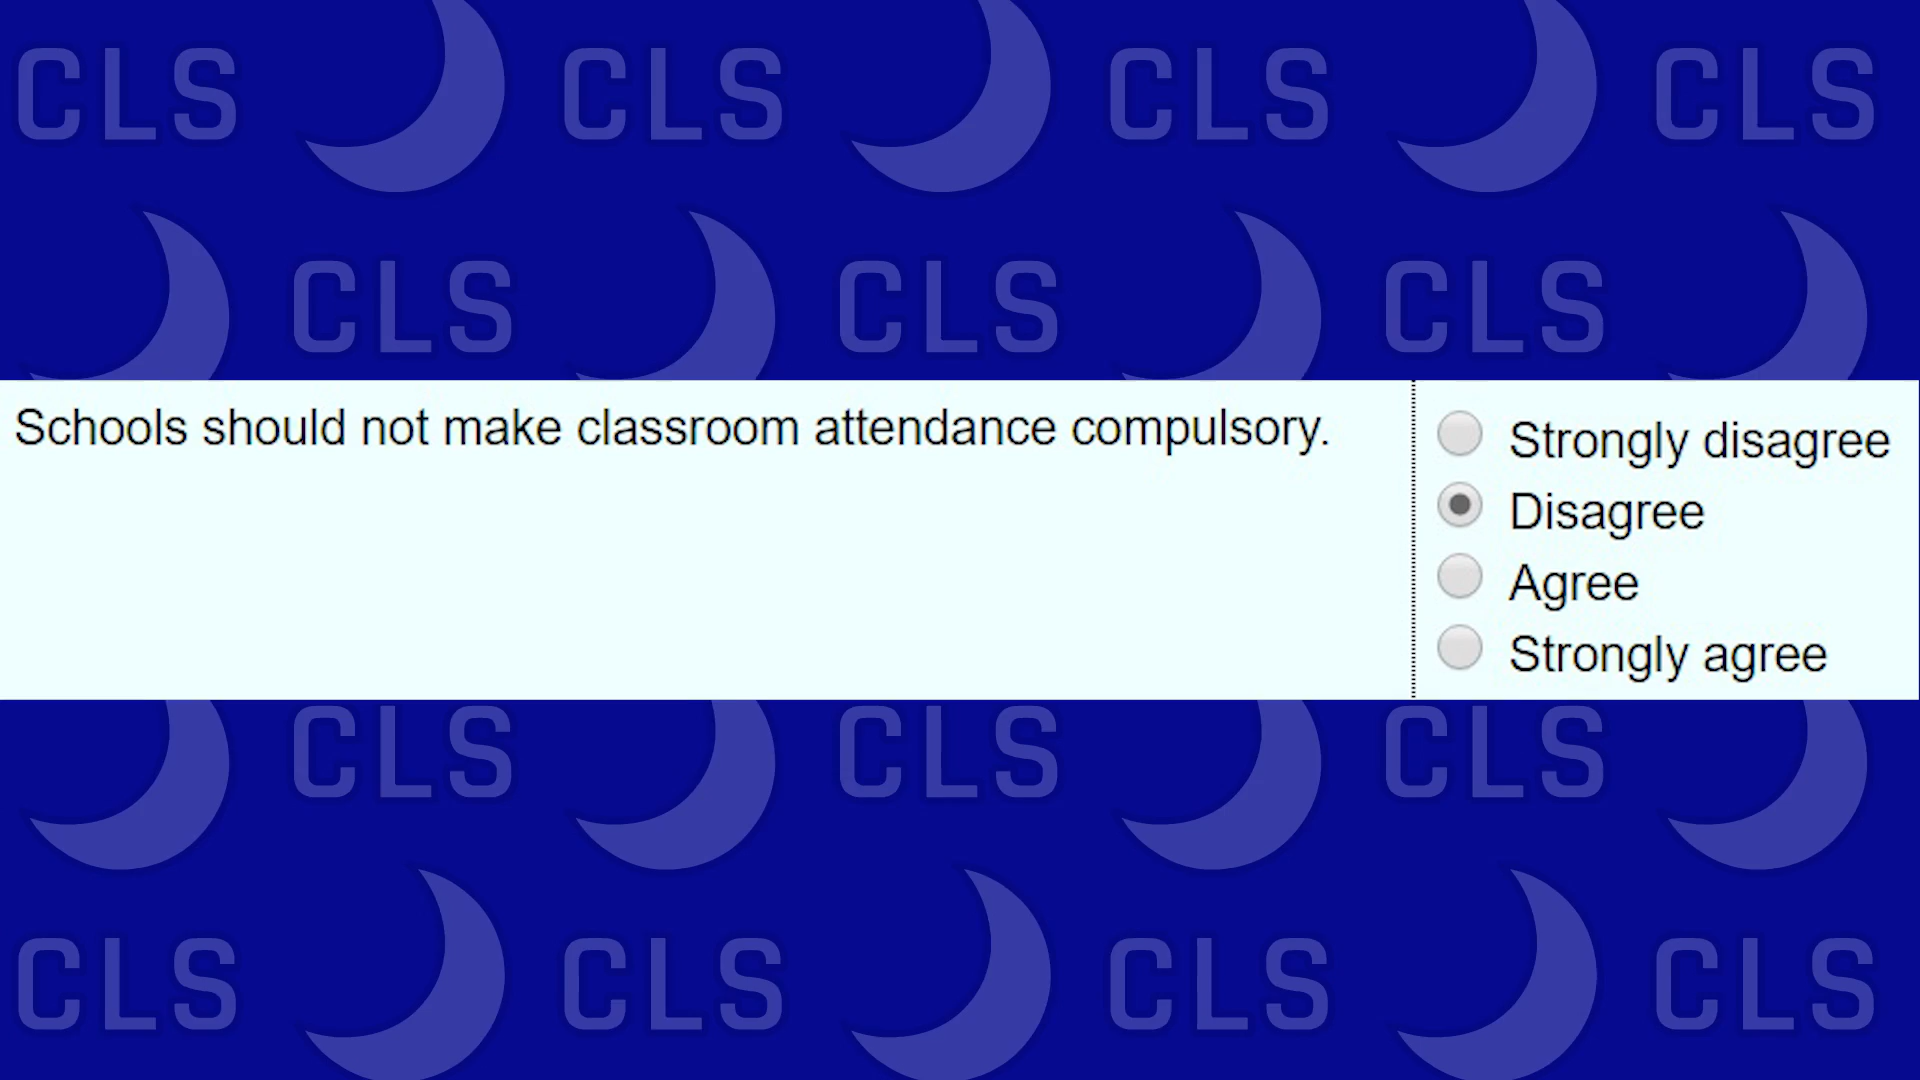 CLS CLS CLS CLS
CLS CLS CLS
Schools should not make classroom attendance compulsory.
Strongly disagree
Disagree
Agree
Strongly agree
CLS CLS CLS
CLS CLS CLS CLS